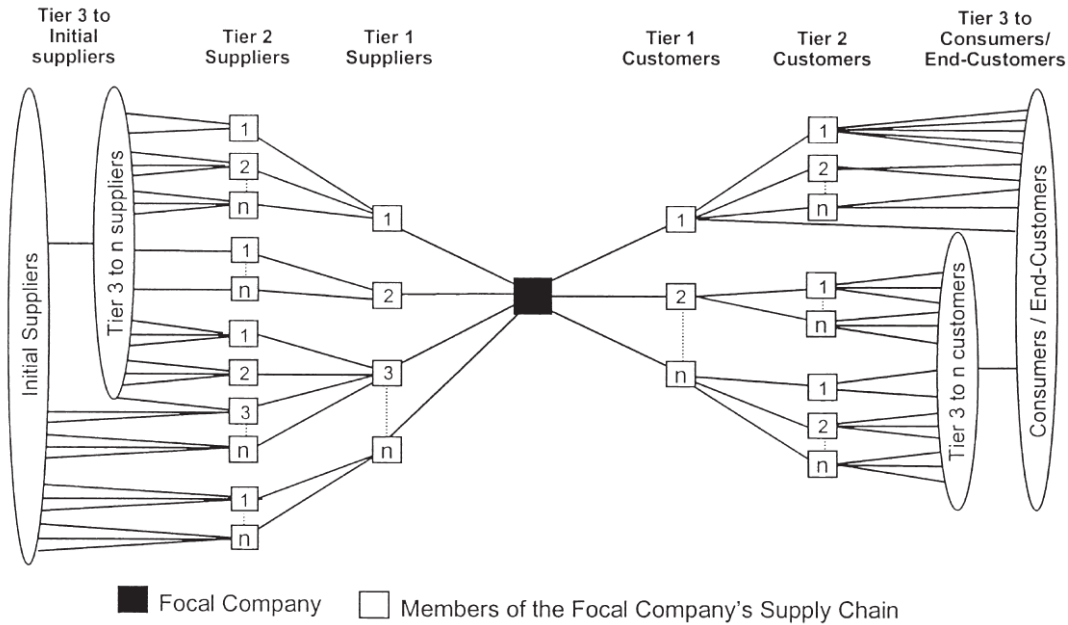 Tier 3 to
Initial
suppliers
Tier 2
Suppliers
Tier 1
Suppliers
Tier 1
Customers
Tier 2
Customers
Tier 3 to
Consumers/
End-Customers
Initial Suppliers
Tier 3 to n suppliers
1
2
n
1
n
1
2
3
n
1
n
1
2
3
n
1
2
n
1
2
n
1
n
1
2
n
Tier 3 to n customers
Consumers / End-Customers
Focal Company
Members of the Focal Company's Supply Chain